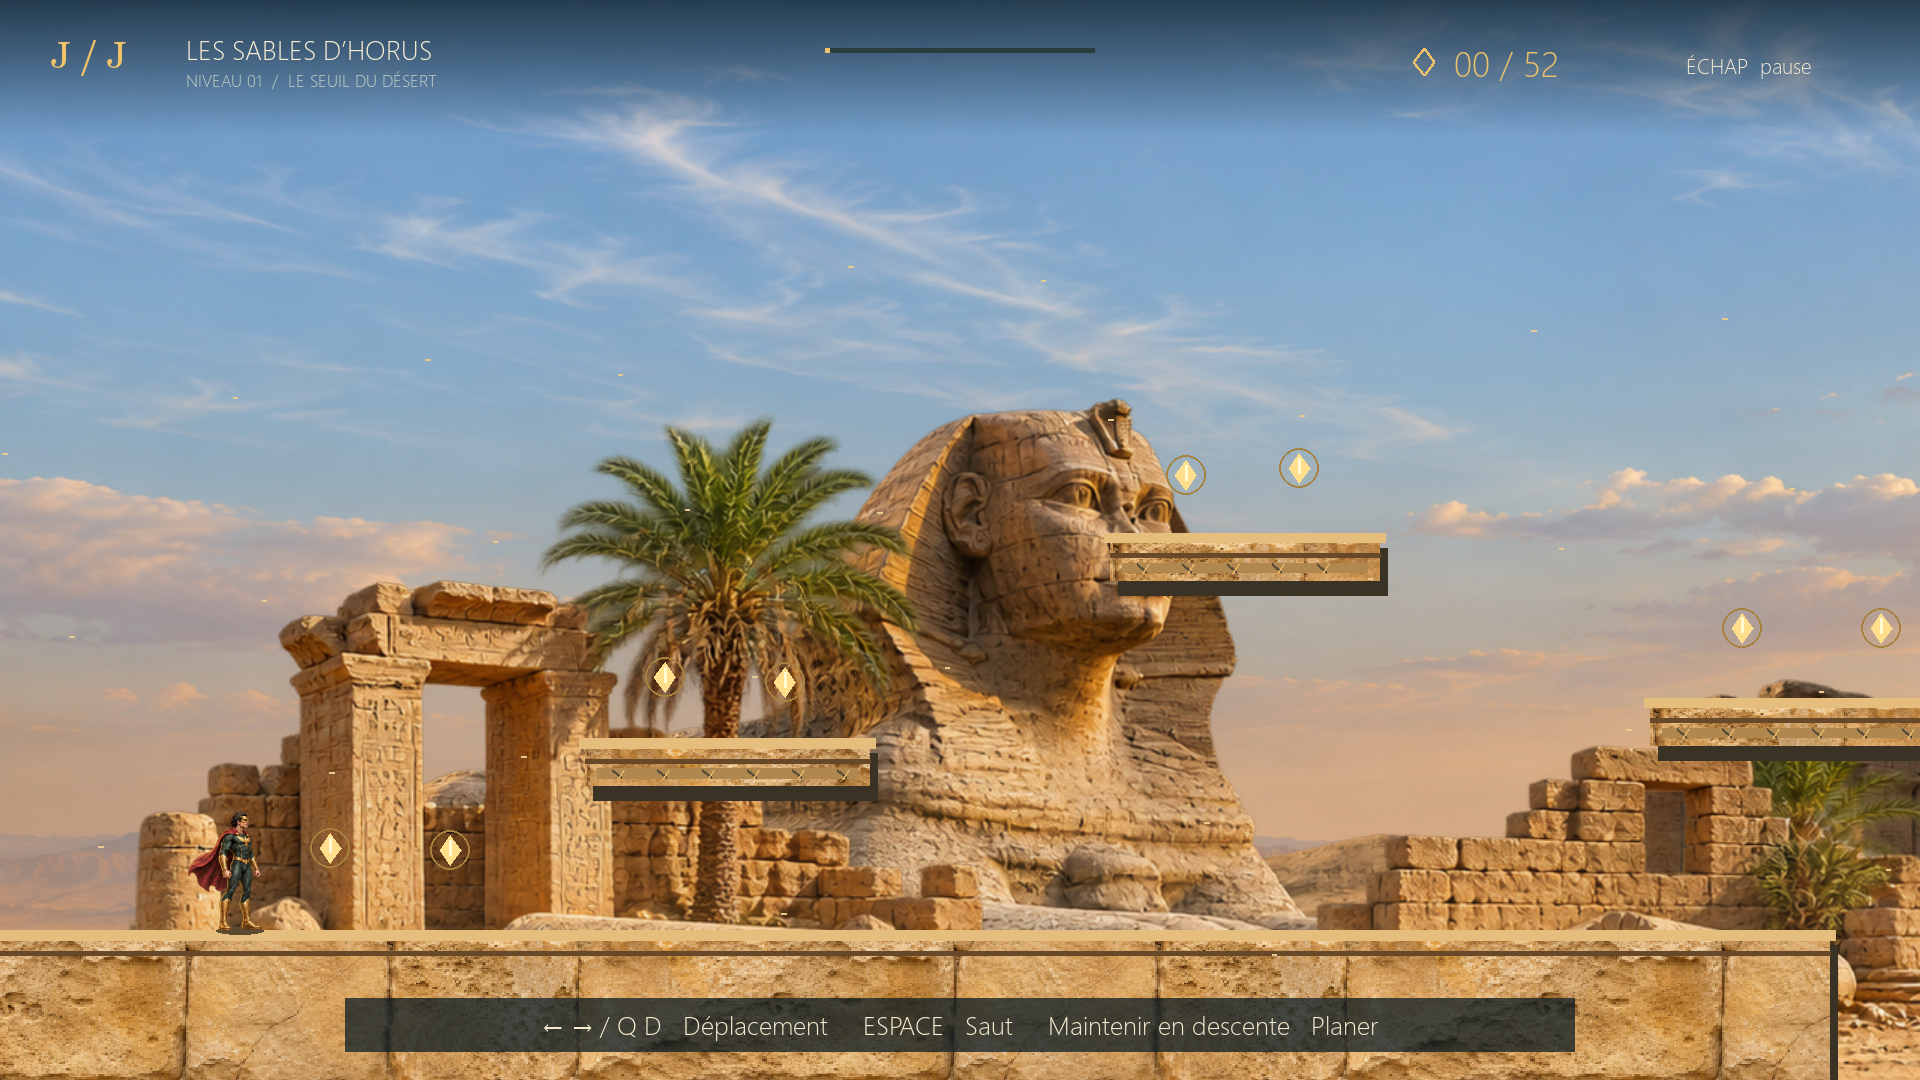 J / J
LES SABLES D’HORUS
NIVEAU 01 / LE SEUIL DU DÉSERT
00 / 52
ÉCHAP pause
← → / Q D Déplacement ESPACE Saut Maintenir en descente Planer